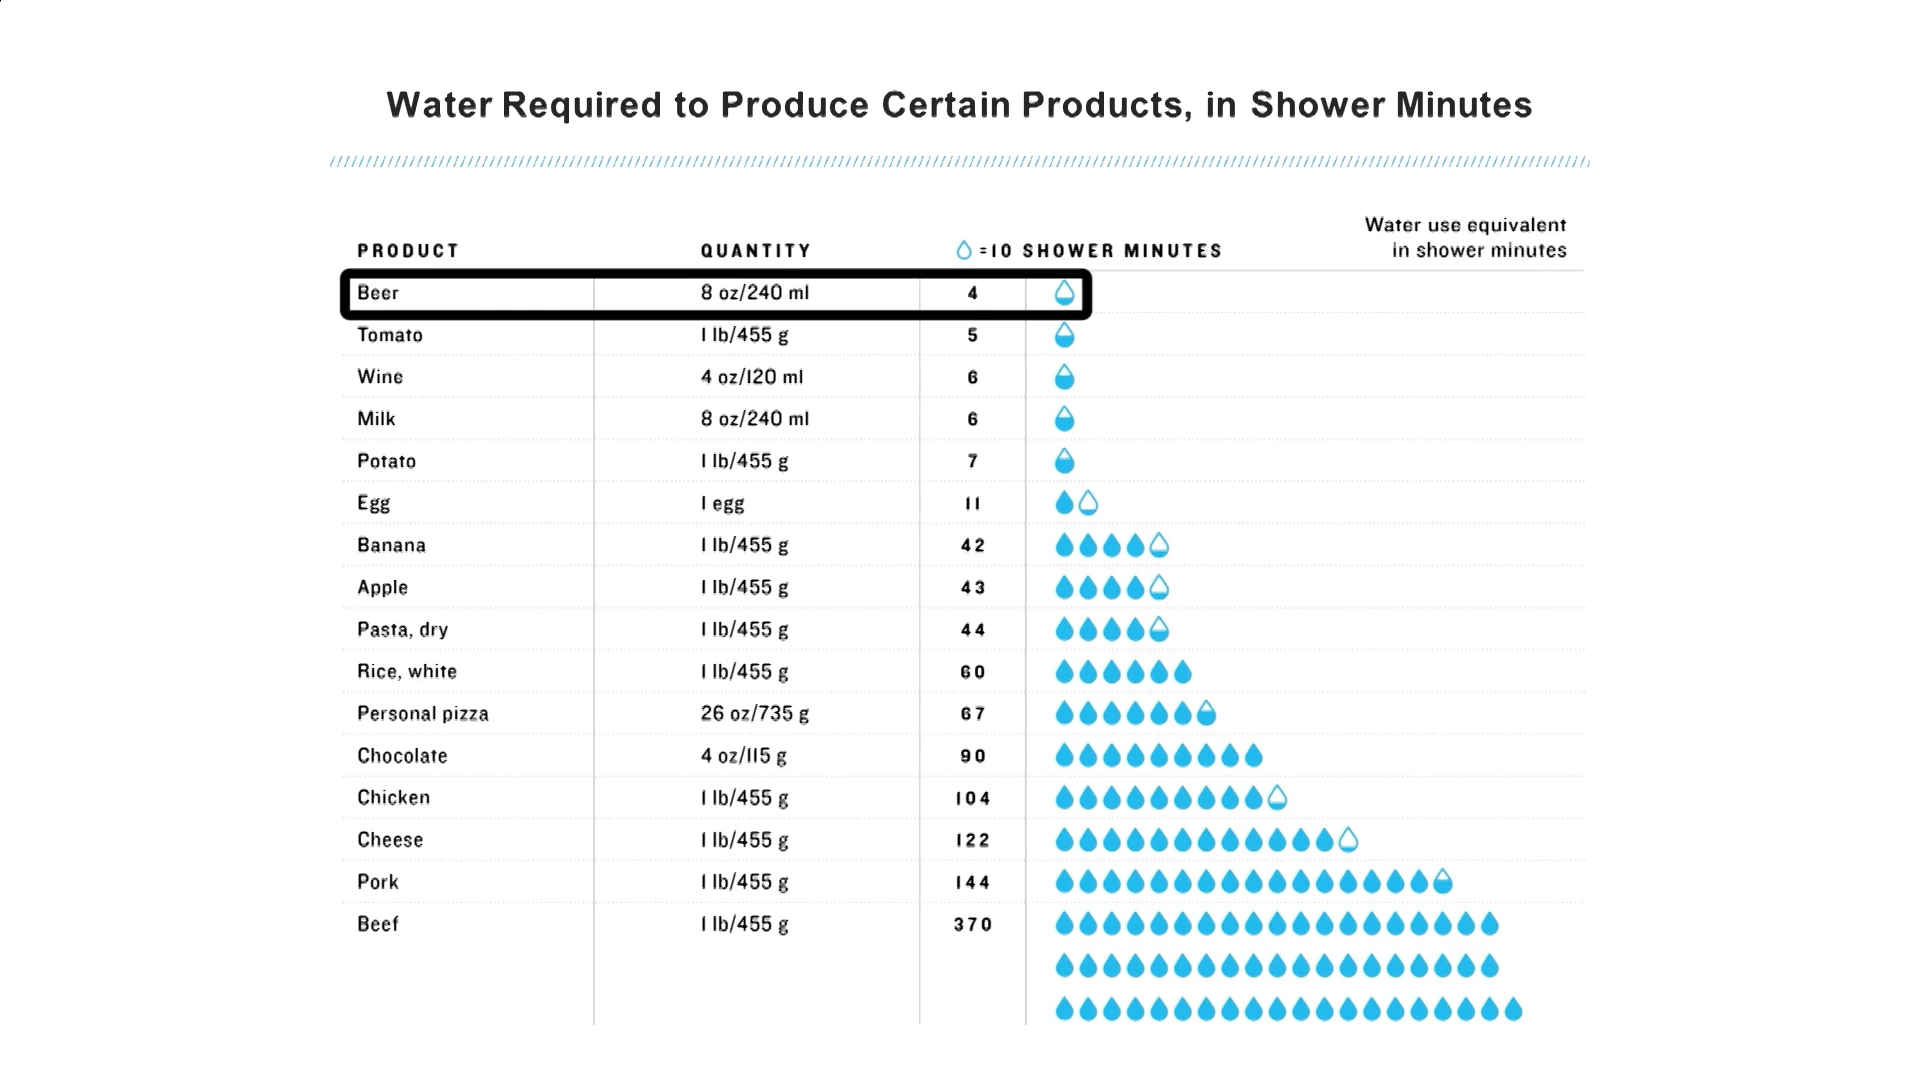 Water Required to Produce Certain Products, in Shower Minutes
Water use equivalent
in shower minutes
PRODUCT QUANTITY =10 SHOWER MINUTES
Beer 8 oz/240 ml 4
Tomato 1 lb/455 g 5
Wine 4 oz/120 ml 6
Milk 8 oz/240 ml 6
Potato 1 lb/455 g 7
Egg 1 egg 11
Banana 1 lb/455 g 42
Apple 1 lb/455 g 43
Pasta, dry 1 lb/455 g 44
Rice, white 1 lb/455 g 60
Personal pizza 26 oz/735 g 67
Chocolate 4 oz/115 g 90
Chicken 1 lb/455 g 104
Cheese 1 lb/455 g 122
Pork 1 lb/455 g 144
Beef 1 lb/455 g 370